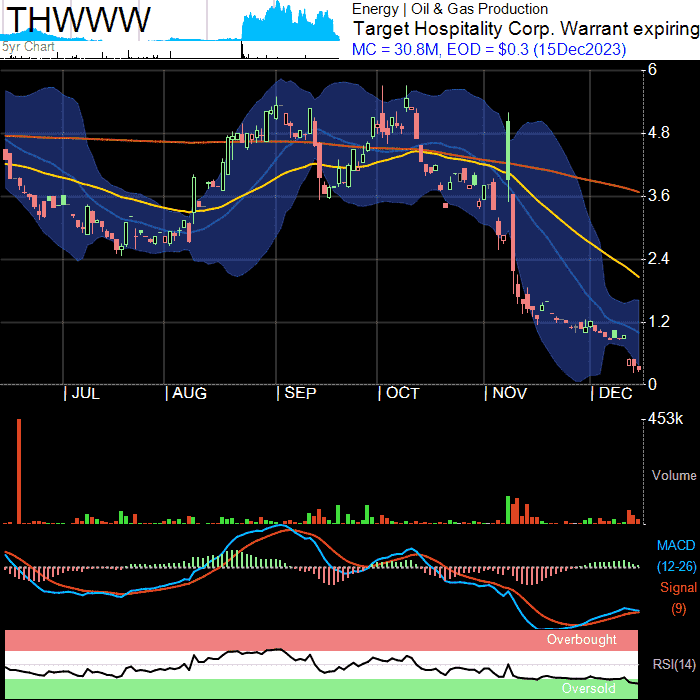 THWWW
5yr Chart
Energy | Oil & Gas Production
Target Hospitality Corp. Warrant expiring
MC = 30.8M, EOD = $0.3 (15Dec2023)
6
4.8
3.6
2.4
1.2
0
| JUL | AUG | SEP | OCT | NOV | DEC
453k
Volume
MACD
(12-26)
Signal
(9)
Overbought
RSI(14)
Oversold